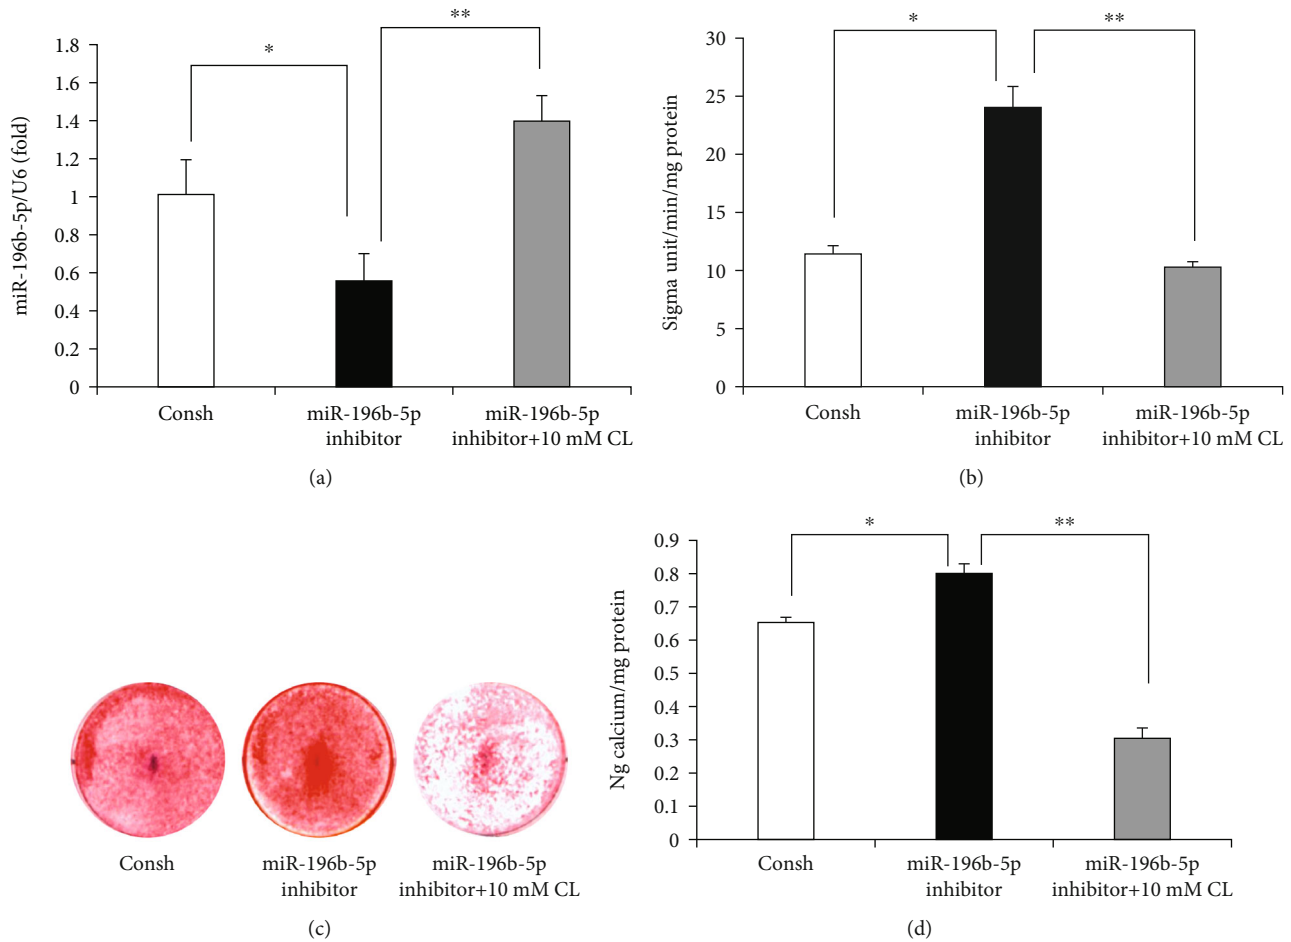 miR-196b-5p/U6 (fold)
1.8
1.6
1.4
1.2
1
0.8
0.6
0.4
0.2
0
*
**
Consh
miR-196b-5p
inhibitor
miR-196b-5p
inhibitor+10 mM CL
(a)
Sigma unit/min/mg protein
30
25
20
15
10
5
0
*
**
Consh
miR-196b-5p
inhibitor
miR-196b-5p
inhibitor+10 mM CL
(b)
Consh
miR-196b-5p
inhibitor
miR-196b-5p
inhibitor+10 mM CL
(c)
Ng calcium/mg protein
0.9
0.8
0.7
0.6
0.5
0.4
0.3
0.2
0.1
0
*
**
Consh
miR-196b-5p
inhibitor
miR-196b-5p
inhibitor+10 mM CL
(d)